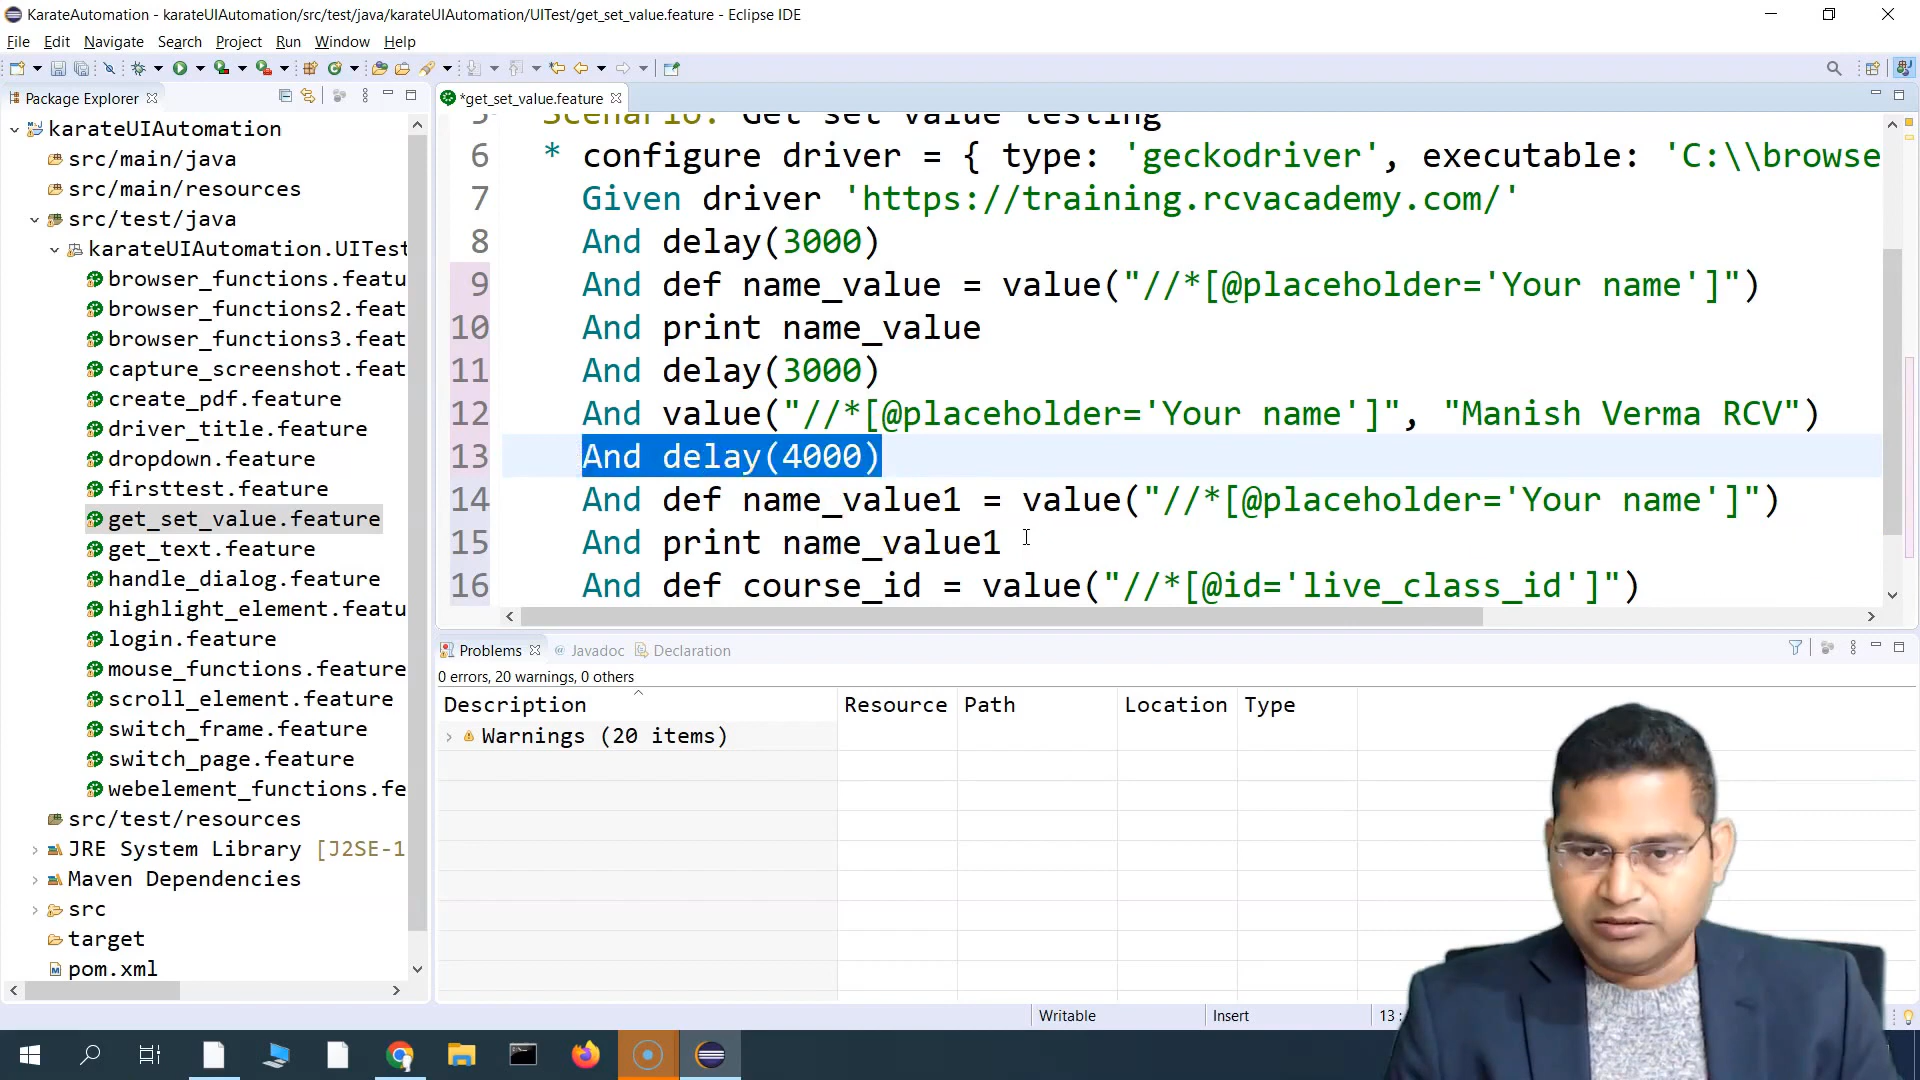 KarateAutomation - karateUIAutomation/src/test/java/karateUIAutomation/UITest/get_set_value.feature - Eclipse IDE
File Edit Navigate Search Project Run Window Help
Package Explorer
karateUIAutomation
src/main/java
src/main/resources
src/test/java
karateUIAutomation.UITest
browser_functions.featu
browser_functions2.feat
browser_functions3.feat
capture_screenshot.feat
create_pdf.feature
driver_title.feature
dropdown.feature
firsttest.feature
get_set_value.feature
get_text.feature
handle_dialog.feature
highlight_element.featu
login.feature
mouse_functions.feature
scroll_element.feature
switch_frame.feature
switch_page.feature
webelement_functions.fe
src/test/resources
JRE System Library [J2SE-1
Maven Dependencies
src
target
pom.xml
*get_set_value.feature
5 Scenario: Get set value testing
6 * configure driver = { type: 'geckodriver', executable: 'C:\\browse
7 Given driver 'https://training.rcvacademy.com/'
8 And delay(3000)
9 And def name_value = value("//*[@placeholder='Your name']")
10 And print name_value
11 And delay(3000)
12 And value("//*[@placeholder='Your name']", "Manish Verma RCV")
13 And delay(4000)
14 And def name_value1 = value("//*[@placeholder='Your name']")
15 And print name_value1
16 And def course_id = value("//*[@id='live_class_id']")
Problems @ Javadoc Declaration
0 errors, 20 warnings, 0 others
Description Resource Path Location Type
Warnings (20 items)
Writable Insert 13 :